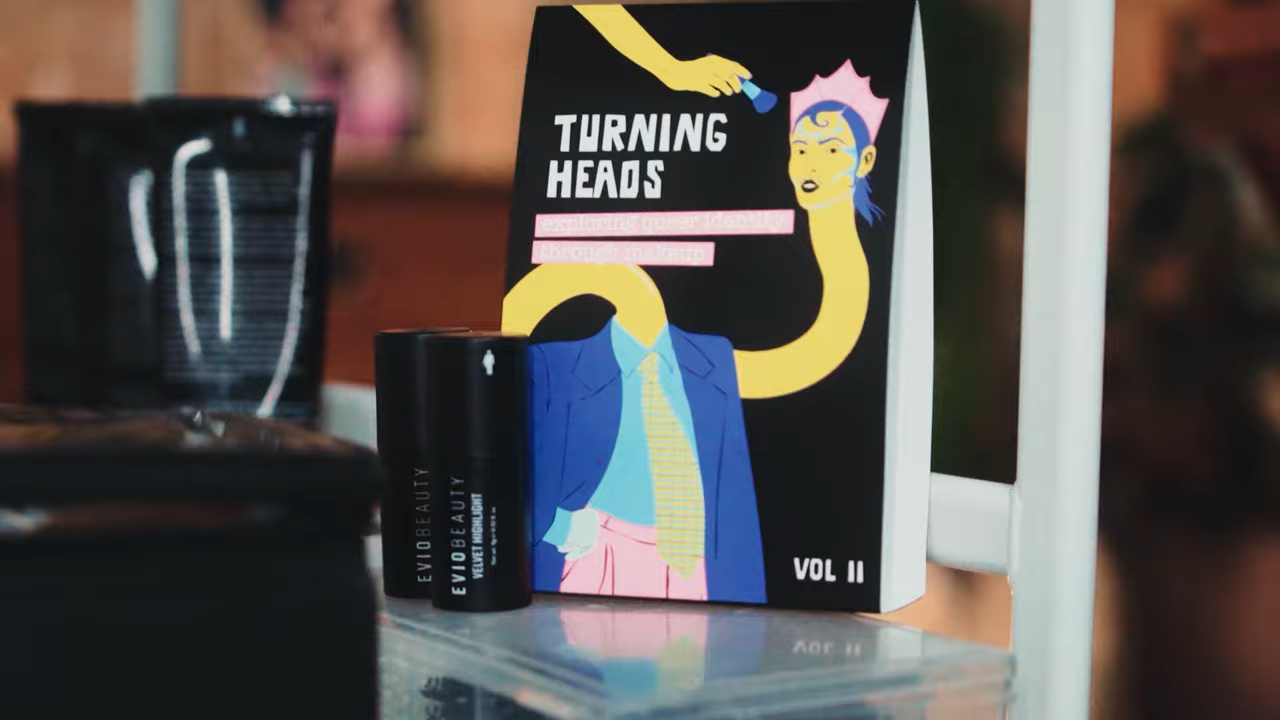 TURNING
HEADS
exploring queer identity
through makeup
VOL II
EVIOBEAUTY
EVIOBEAUTY
VELVET HIGHLIGHT